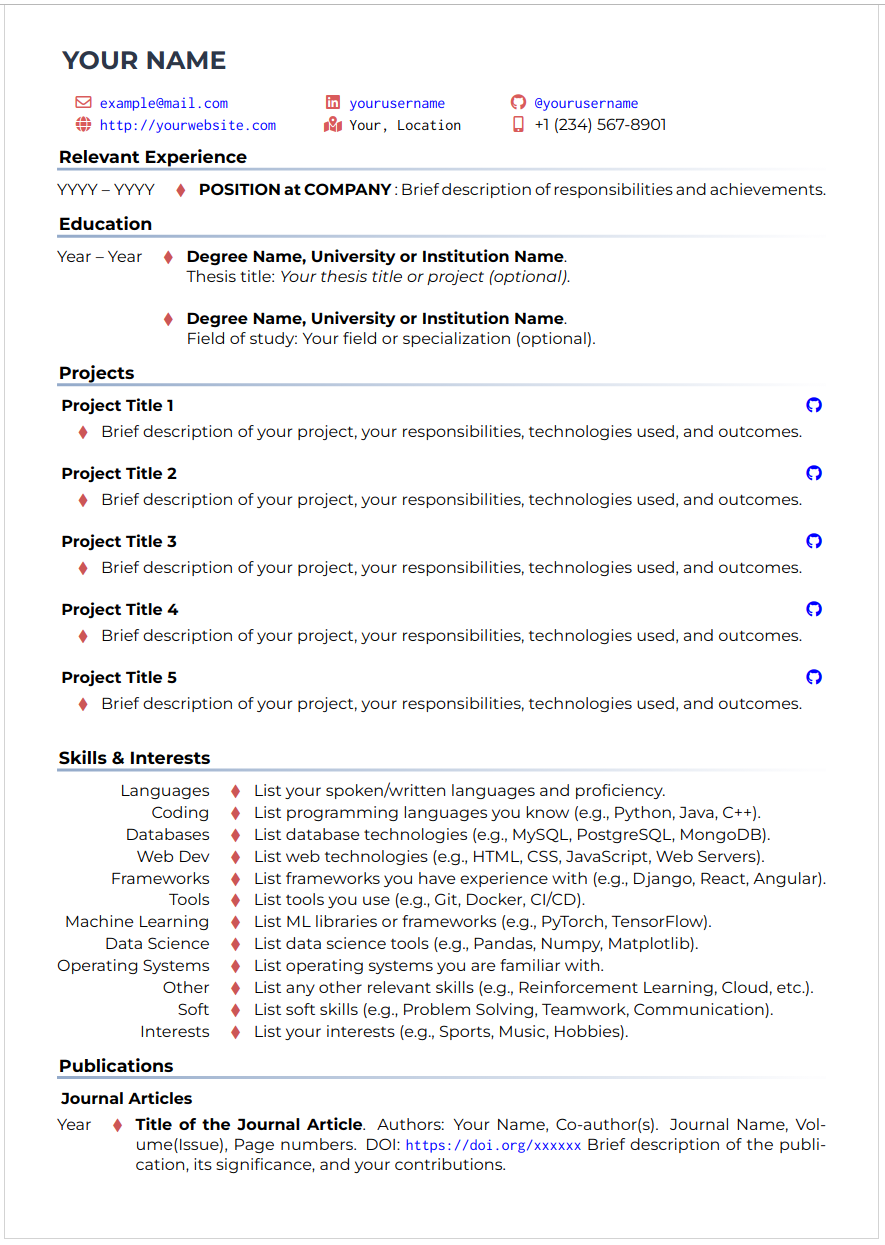 YOUR NAME
example@mail.com yourusername @yourusername
http://yourwebsite.com Your, Location +1 (234) 567-8901
Relevant Experience
YYYY – YYYY POSITION at COMPANY : Brief description of responsibilities and achievements.
Education
Year – Year Degree Name, University or Institution Name.
Thesis title: Your thesis title or project (optional).
Degree Name, University or Institution Name.
Field of study: Your field or specialization (optional).
Projects
Project Title 1
Brief description of your project, your responsibilities, technologies used, and outcomes.
Project Title 2
Brief description of your project, your responsibilities, technologies used, and outcomes.
Project Title 3
Brief description of your project, your responsibilities, technologies used, and outcomes.
Project Title 4
Brief description of your project, your responsibilities, technologies used, and outcomes.
Project Title 5
Brief description of your project, your responsibilities, technologies used, and outcomes.
Skills & Interests
Languages List your spoken/written languages and proficiency.
Coding List programming languages you know (e.g., Python, Java, C++).
Databases List database technologies (e.g., MySQL, PostgreSQL, MongoDB).
Web Dev List web technologies (e.g., HTML, CSS, JavaScript, Web Servers).
Frameworks List frameworks you have experience with (e.g., Django, React, Angular).
Tools List tools you use (e.g., Git, Docker, CI/CD).
Machine Learning List ML libraries or frameworks (e.g., PyTorch, TensorFlow).
Data Science List data science tools (e.g., Pandas, Numpy, Matplotlib).
Operating Systems List operating systems you are familiar with.
Other List any other relevant skills (e.g., Reinforcement Learning, Cloud, etc.).
Soft List soft skills (e.g., Problem Solving, Teamwork, Communication).
Interests List your interests (e.g., Sports, Music, Hobbies).
Publications
Journal Articles
Year Title of the Journal Article. Authors: Your Name, Co-author(s). Journal Name, Vol-
ume(Issue), Page numbers. DOI: https://doi.org/xxxxxx Brief description of the publi-
cation, its significance, and your contributions.